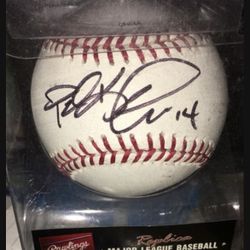 14
Rawlings
Replica
MAJOR LEAGUE BASEBALL